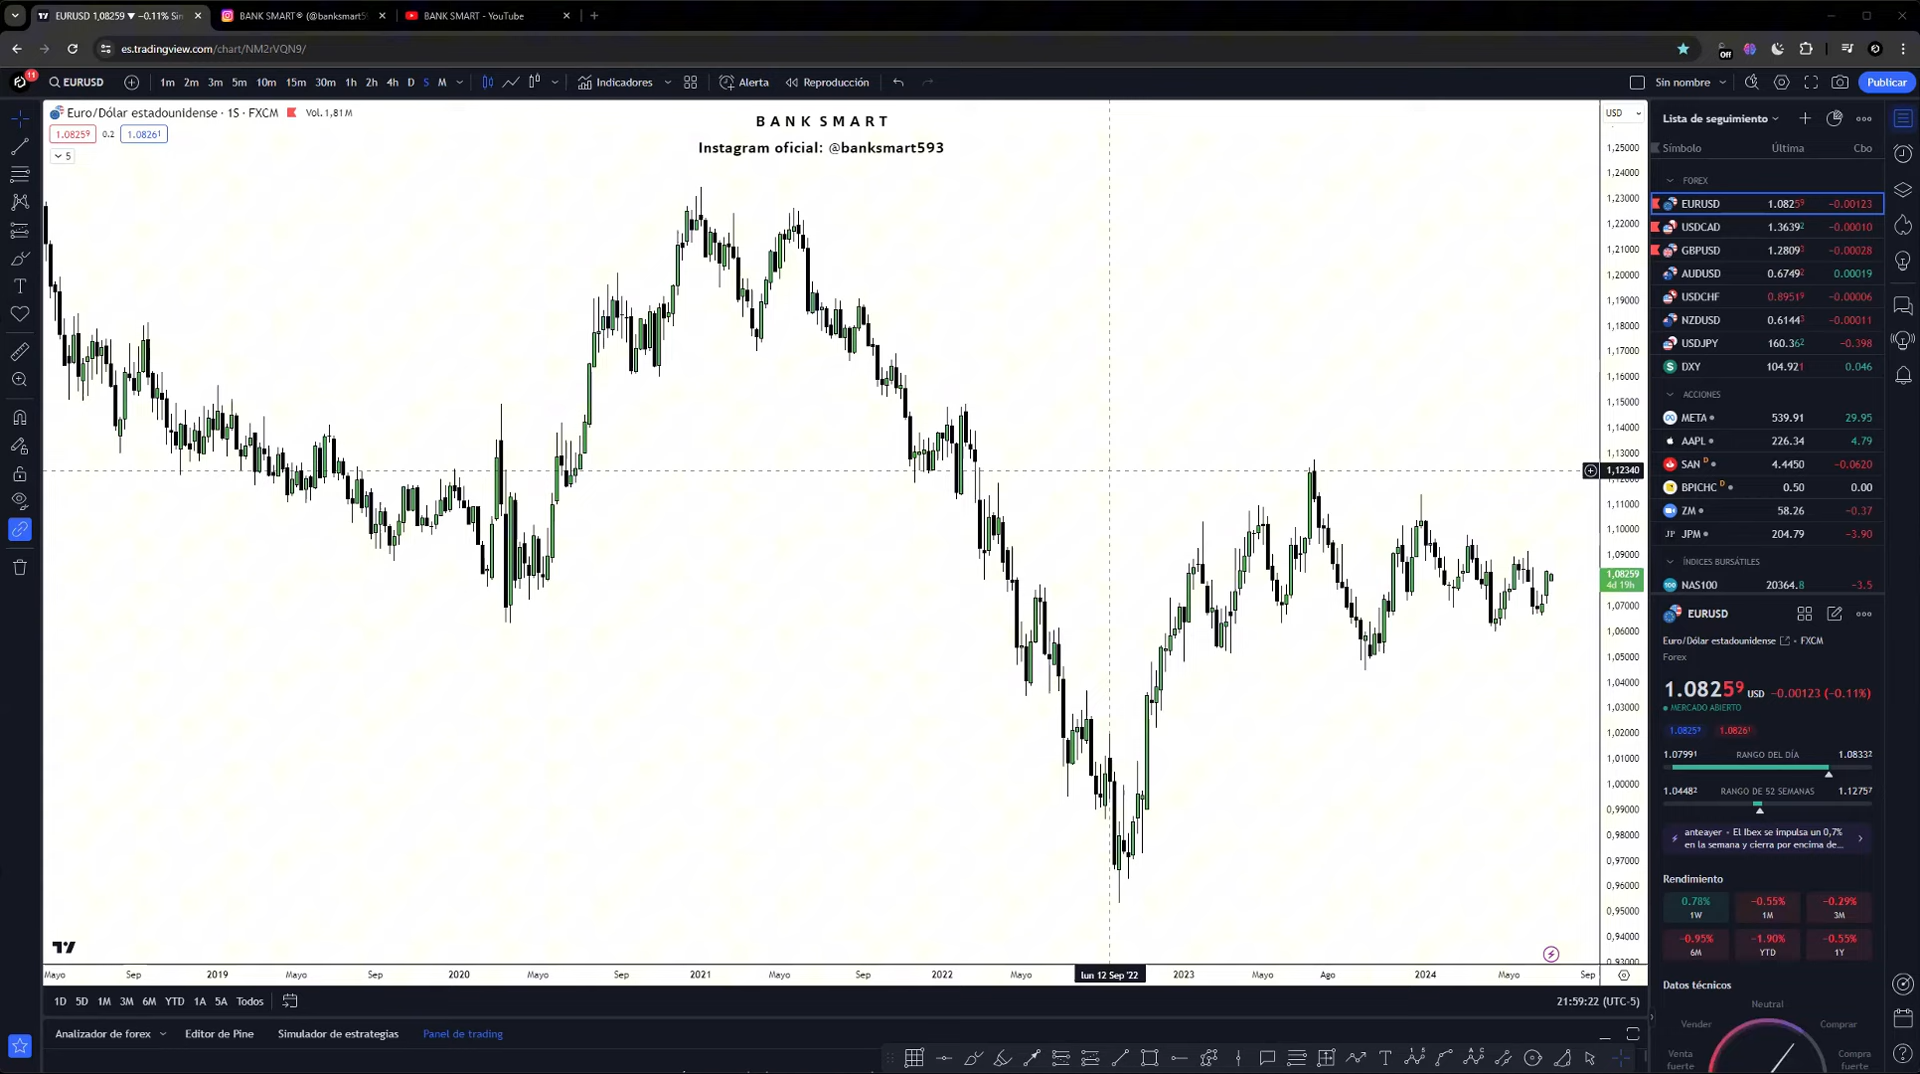 EURUSD 1,08259 ▼ −0.11% Sin
BANK SMART® (@banksmart59
BANK SMART - YouTube
es.tradingview.com/chart/NM2rVQN9/
Off
11
EURUSD
1m 2m 3m 5m 10m 15m 30m 1h 2h 4h D S M
Indicadores
Alerta
Reproducción
Sin nombre
Publicar
Euro/Dólar estadounidense · 1S · FXCM
Vol. 1,81 M
1.08259 0.2 1.08261
5
BANK SMART
Instagram oficial: @banksmart593
USD
1,25000
1,24000
1,23000
1,22000
1,21000
1,20000
1,19000
1,18000
1,17000
1,16000
1,15000
1,14000
1,13000
1,12340
1,12000
1,11000
1,10000
1,09000
1,08259
4d 19h
1,07000
1,06000
1,05000
1,04000
1,03000
1,02000
1,01000
1,00000
0,99000
0,98000
0,97000
0,96000
0,95000
0,94000
0,93000
Mayo Sep 2019 Mayo Sep 2020 Mayo Sep 2021 Mayo Sep 2022 Mayo lun 12 Sep '22 2023 Mayo Ago 2024 Mayo Sep
1D 5D 1M 3M 6M YTD 1A 5A Todos
21:59:22 (UTC-5)
Analizador de forex
Editor de Pine
Simulador de estrategias
Panel de trading
Lista de seguimiento
Símbolo Última Cbo
FOREX
EURUSD 1.08259 −0.00123
USDCAD 1.36392 −0.00010
GBPUSD 1.28093 −0.00028
AUDUSD 0.67492 0.00019
USDCHF 0.89519 −0.00006
NZDUSD 0.61443 −0.00011
USDJPY 160.362 −0.398
DXY 104.921 0.046
ACCIONES
META 539.91 29.95
AAPL 226.34 4.79
SAN D 4.4450 −0.0620
BPICHC D 0.50 0.00
ZM 58.26 −0.37
JP JPM 204.79 −3.90
ÍNDICES BURSÁTILES
100 NAS100 20364.8 −3.5
EURUSD
Euro/Dólar estadounidense • FXCM
Forex
1.08259 USD −0.00123 (−0.11%)
MERCADO ABIERTO
1.08259 1.08261
1.07991 RANGO DEL DÍA 1.08332
1.04482 RANGO DE 52 SEMANAS 1.12757
anteayer • El Ibex se impulsa un 0,7%
en la semana y cierra por encima de...
Rendimiento
0.78% −0.55% −0.29%
1W 1M 3M
−0.95% −1.90% −0.55%
6M YTD 1Y
Datos técnicos
Neutral
Vender Comprar
Venta Compra
fuerte fuerte